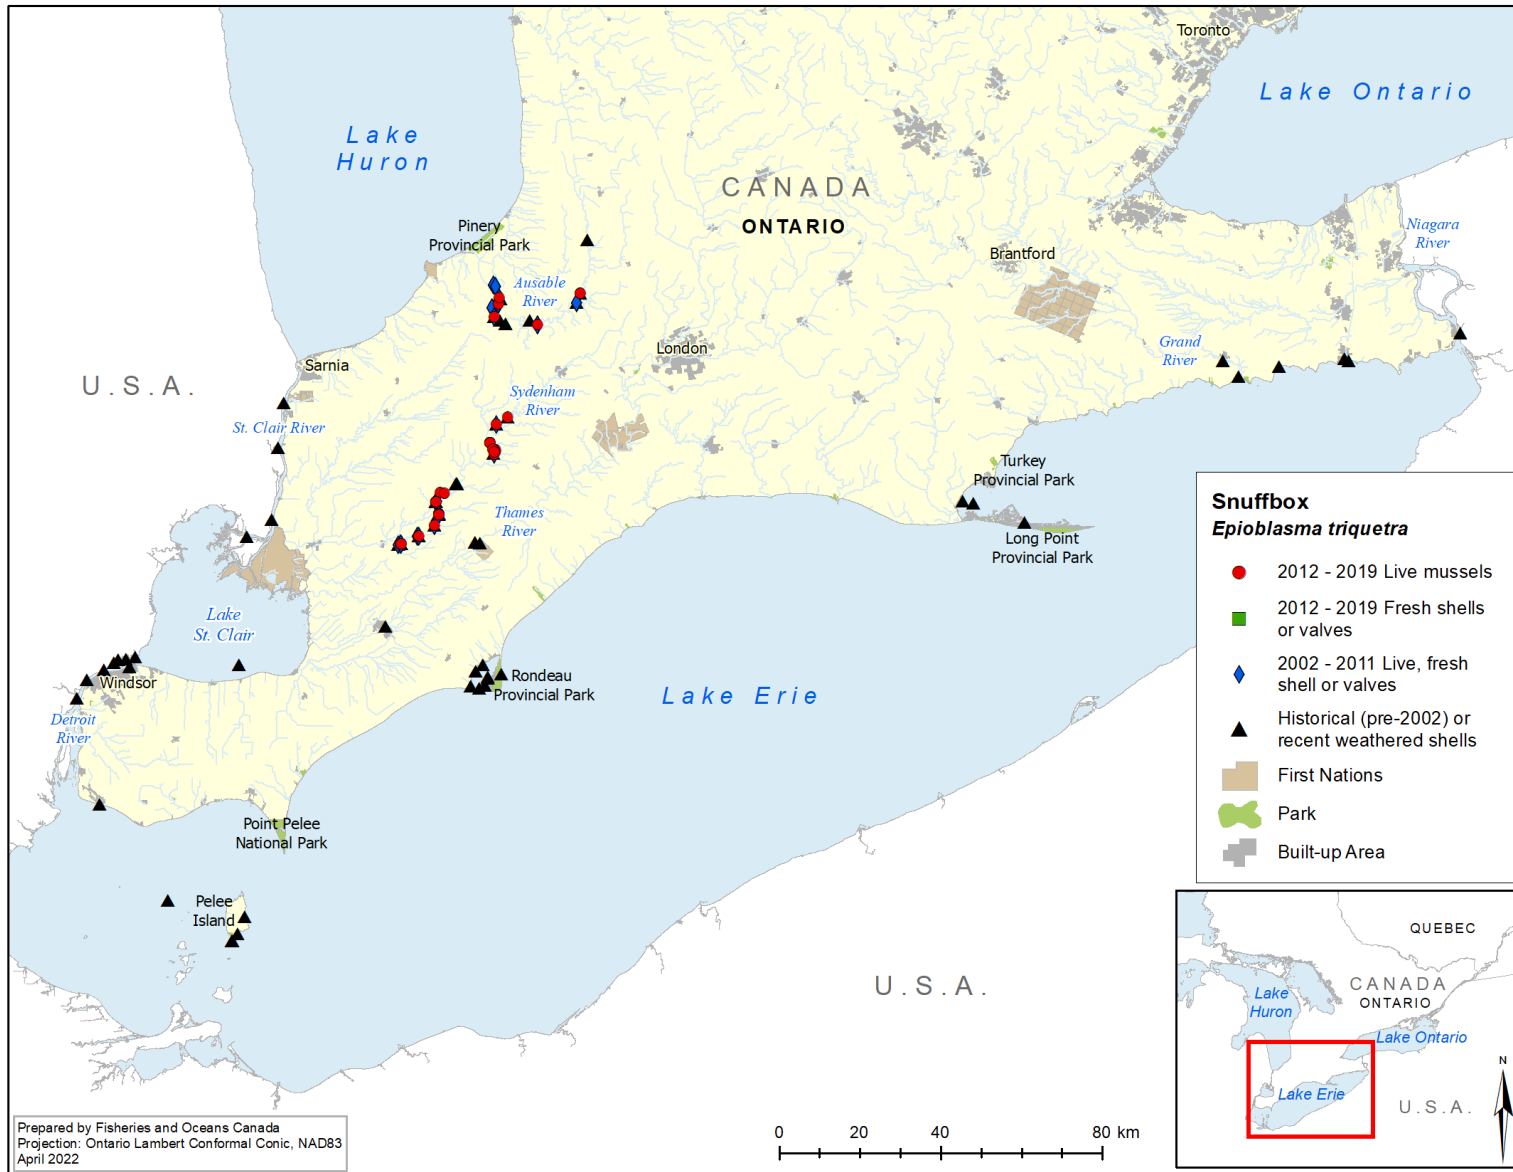 Toronto
Lake Ontario
Lake
Huron
CANADA
ONTARIO
Pinery
Provincial Park
Niagara
River
Brantford
Ausable
River
Grand
River
London
Sarnia
U.S.A.
Sydenham
River
St. Clair River
Turkey
Provincial Park
Thames
River
Long Point
Provincial Park
Lake
St. Clair
Windsor
Rondeau
Provincial Park
Lake Erie
Detroit
River
Point Pelee
National Park
Pelee
Island
U.S.A.
Snuffbox
Epioblasma triquetra
2012 - 2019 Live mussels
2012 - 2019 Fresh shells
or valves
2002 - 2011 Live, fresh
shell or valves
Historical (pre-2002) or
recent weathered shells
First Nations
Park
Built-up Area
QUEBEC
CANADA
ONTARIO
Lake
Huron
Lake Ontario
Lake Erie
U.S.A.
N
Prepared by Fisheries and Oceans Canada
Projection: Ontario Lambert Conformal Conic, NAD83
April 2022
0 20 40 80 km